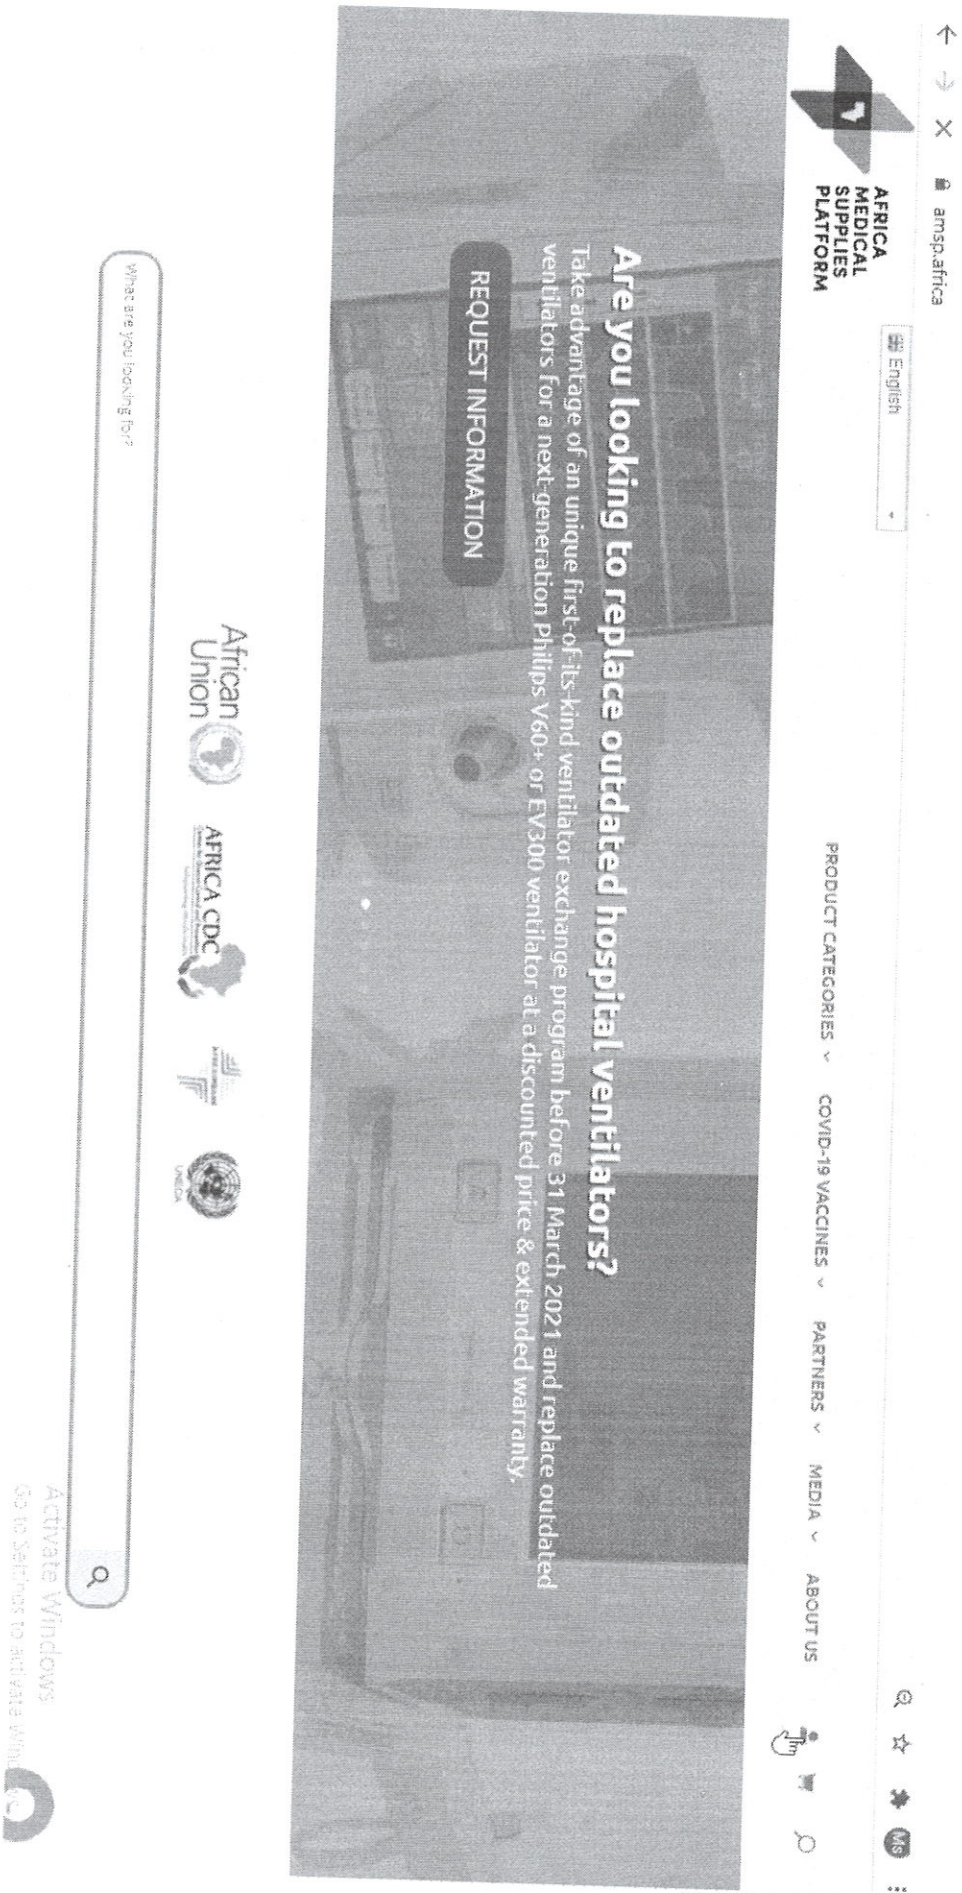 amsp.africa
Ms
AFRICA
MEDICAL
SUPPLIES
PLATFORM
English
PRODUCT CATEGORIES
COVID-19 VACCINES
PARTNERS
MEDIA
ABOUT US
Are you looking to replace outdated hospital ventilators?
Take advantage of an unique first-of-its-kind ventilator exchange program before 31 March 2021 and replace outdated
ventilators for a next-generation Philips V60+ or EV300 ventilator at a discounted price & extended warranty.
REQUEST INFORMATION
African
Union
AFRICA CDC
UNECA
What are you looking for?
Activate Windows
Go to Settings to activate Windows.